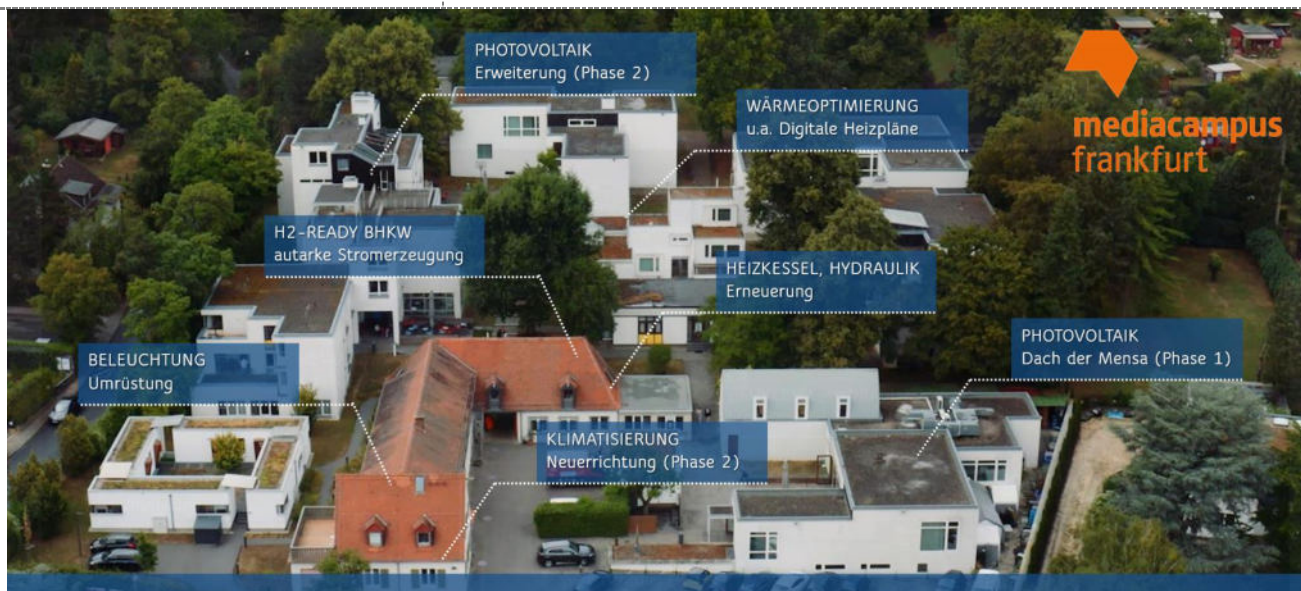 PHOTOVOLTAIK
Erweiterung (Phase 2)
WÄRMEOPTIMIERUNG
u.a. Digitale Heizpläne
mediacampus
frankfurt
H2-READY BHKW
autarke Stromerzeugung
HEIZKESSEL, HYDRAULIK
Erneuerung
PHOTOVOLTAIK
Dach der Mensa (Phase 1)
BELEUCHTUNG
Umrüstung
KLIMATISIERUNG
Neuerrichtung (Phase 2)